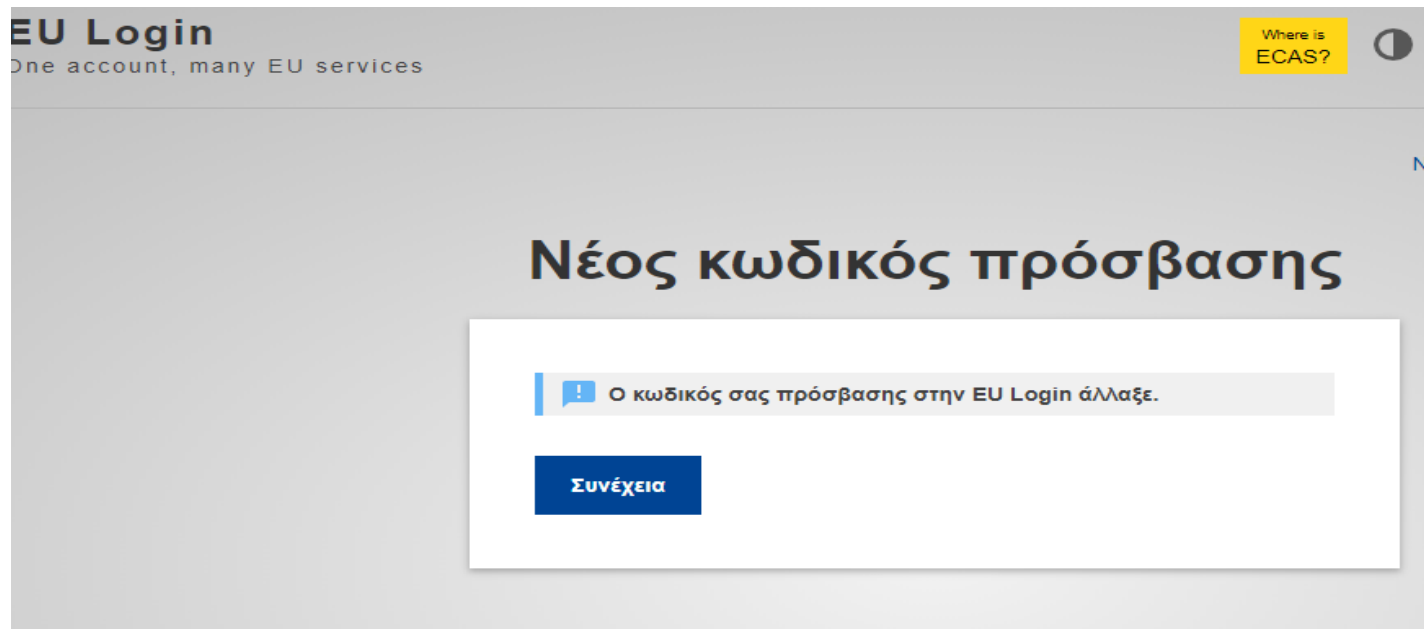 EU Login
One account, many EU services
Where is
ECAS?
Νέος κωδικός πρόσβασης
Ο κωδικός σας πρόσβασης στην EU Login άλλαξε.
Συνέχεια